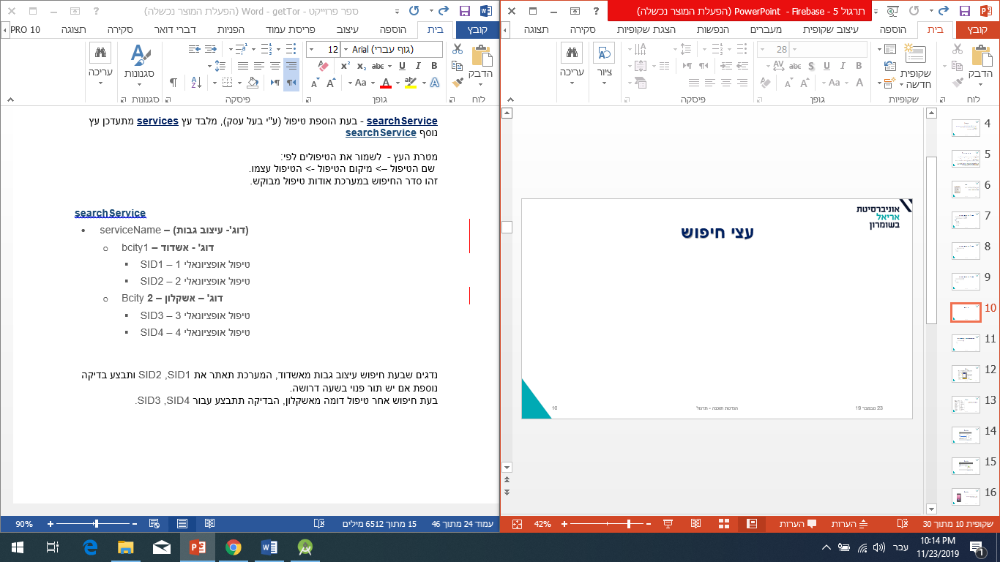 ספר פרוייקט - getTor - Word (הפעלת המוצר נכשלה)
קובץ
בית
הוספה
עיצוב
פריסת עמוד
הפניות
דברי דואר
סקירה
תצוגה
PRO 10
הדבק
לוח
Arial (גוף עברי)
12
גופן
פיסקה
סגנונות
סגנונות
עריכה
searchService - בעת הוספת טיפול (ע"י בעל עסק), מלבד עץ services מתעדכן עץ
נוסף searchService
מטרת העץ - לשמור את הטיפולים לפי:
שם הטיפול –> מיקום הטיפול -> הטיפול עצמו.
זהו סדר החיפוש במערכת אודות טיפול מבוקש.
searchService
• serviceName – (דוג'- עיצוב גבות)
o bcity1 – דוג' - אשדוד
▪ SID1 – טיפול אופציונאלי 1
▪ SID2 – טיפול אופציונאלי 2
o Bcity 2 – דוג' – אשקלון
▪ SID3 – טיפול אופציונאלי 3
▪ SID4 – טיפול אופציונאלי 4
נדגים שבעת חיפוש עיצוב גבות מאשדוד, המערכת תאתר את SID2 ,SID1 ותבצע בדיקה
נוספת אם יש תור פנוי בשעה דרושה.
בעת חיפוש אחר טיפול דומה מאשקלון, הבדיקה תתבצע עבור SID3 ,SID4.
עמוד 24 מתוך 46
15 מתוך 6512 מילים
90%
תרגול 5 - Firebase - PowerPoint (הפעלת המוצר נכשלה)
קובץ
בית
הוספה
עיצוב שקופית
מעברים
הנפשות
הצגת שקופיות
סקירה
תצוגה
הדבק
לוח
שקופית
חדשה
שקופיות
28
גופן
פיסקה
ציור
עריכה
אוניברסיטת
אריאל
בשומרון
עצי חיפוש
23 נובמבר 19
הנדסת תוכנה - תרגול
10
4
5
6
7
8
9
10
11
12
13
14
15
16
שקופית 10 מתוך 30
הערות
הערות
42%
עבר
10:14 PM
11/23/2019
1